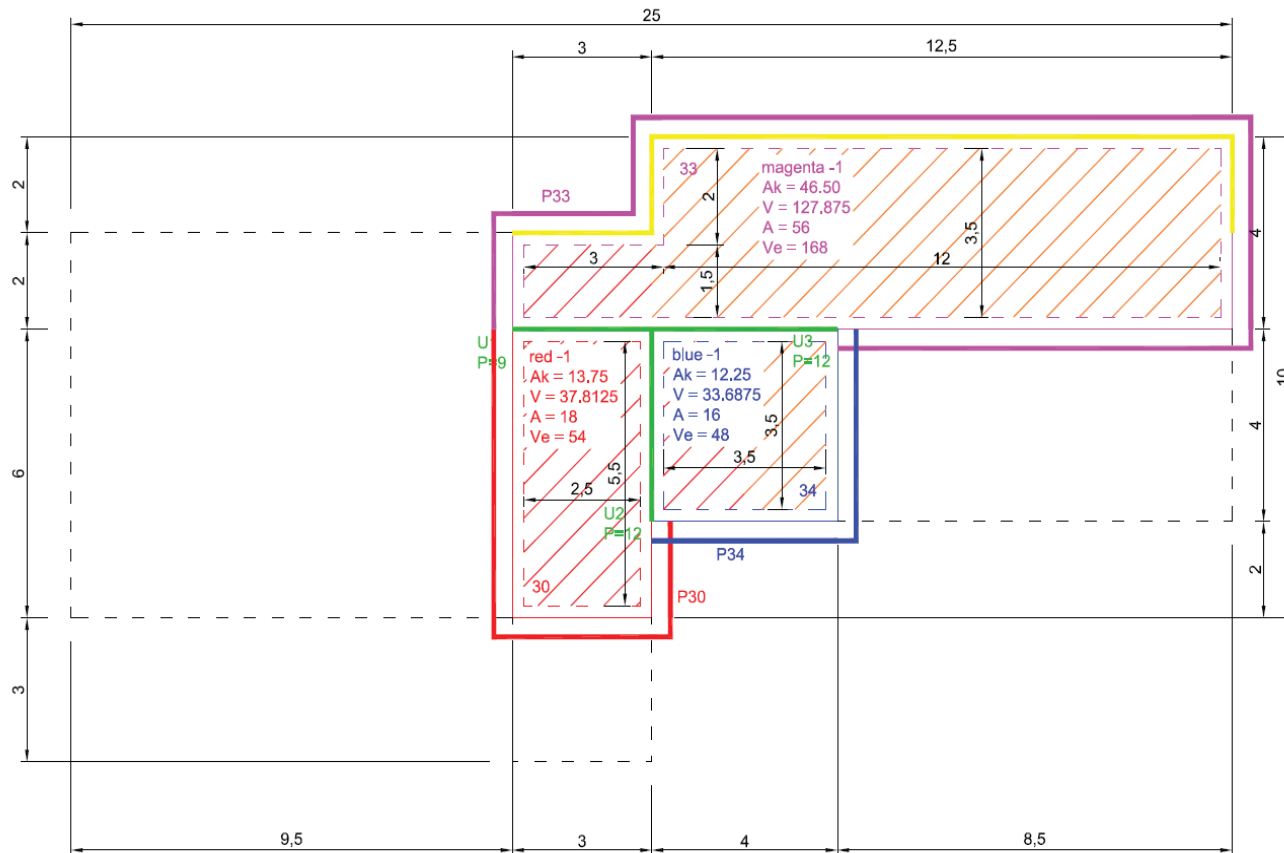 25
3
12,5
2
P33
33
magenta -1
Ak = 46.50
V = 127.875
A = 56
Ve = 168
2
3,5
2
3
1,5
12
4
U1
P=9
red -1
Ak = 13.75
V = 37.8125
A = 18
Ve = 54
blue -1
Ak = 12.25
V = 33.6875
A = 16
Ve = 48
U3
P=12
10
6
5,5
3,5
4
3,5
2,5
34
U2
P=12
P34
30
P30
2
3
9,5
3
4
8,5